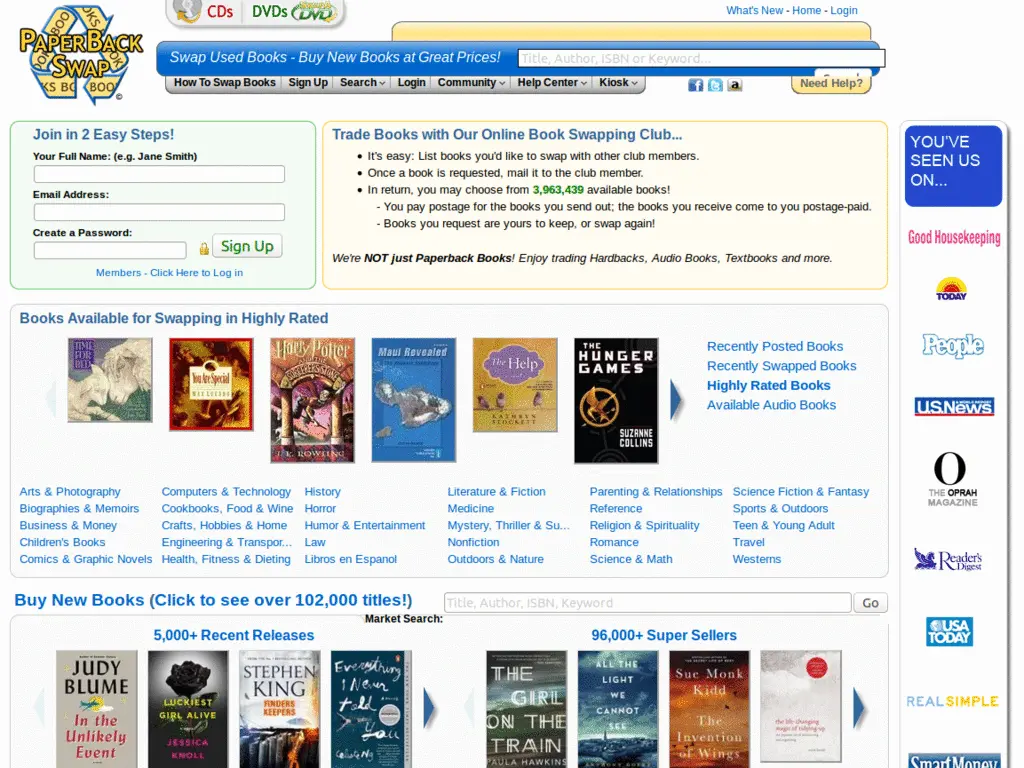 CDs DVDs
What's New - Home - Login
PAPERBACK
SWAP
Swap Used Books - Buy New Books at Great Prices!
Title, Author, ISBN or Keyword...
How To Swap Books Sign Up Search Login Community Help Center Kiosk
Need Help?
Join in 2 Easy Steps!
Your Full Name: (e.g. Jane Smith)
Email Address:
Create a Password:
Sign Up
Members - Click Here to Log in
Trade Books with Our Online Book Swapping Club...
It's easy: List books you'd like to swap with other club members.
Once a book is requested, mail it to the club member.
In return, you may choose from 3,963,439 available books!
- You pay postage for the books you send out; the books you receive come to you postage-paid.
- Books you request are yours to keep, or swap again!
We're NOT just Paperback Books! Enjoy trading Hardbacks, Audio Books, Textbooks and more.
YOU'VE
SEEN US
ON...
Good Housekeeping
TODAY
People
U.S.News
O
THE OPRAH
MAGAZINE
Reader's
Digest
USA
TODAY
REAL SIMPLE
SmartMoney
Books Available for Swapping in Highly Rated
TIME
FOR
BED
You Are Special
MAX LUCADO
Harry Potter
J.K. ROWLING
Maui Revealed
The Help
KATHRYN
STOCKETT
THE
HUNGER
GAMES
SUZANNE
COLLINS
Recently Posted Books
Recently Swapped Books
Highly Rated Books
Available Audio Books
Arts & Photography Computers & Technology History Literature & Fiction Parenting & Relationships Science Fiction & Fantasy
Biographies & Memoirs Cookbooks, Food & Wine Horror Medicine Reference Sports & Outdoors
Business & Money Crafts, Hobbies & Home Humor & Entertainment Mystery, Thriller & Su... Religion & Spirituality Teen & Young Adult
Children's Books Engineering & Transpor... Law Nonfiction Romance Travel
Comics & Graphic Novels Health, Fitness & Dieting Libros en Espanol Outdoors & Nature Science & Math Westerns
Buy New Books (Click to see over 102,000 titles!)
Title, Author, ISBN, Keyword
Go
Market Search:
5,000+ Recent Releases
96,000+ Super Sellers
JUDY
BLUME
In the
Unlikely
Event
LUCKIEST
GIRL ALIVE
JESSICA
KNOLL
STEPHEN
KING
FINDERS
KEEPERS
Everything
I Never
told
You
THE
GIRL
ON THE
TRAIN
PAULA HAWKINS
ALL THE
LIGHT
WE
CANNOT
SEE
Sue Monk
Kidd
The
Invention
of Wings
the life-changing
magic of tidying up